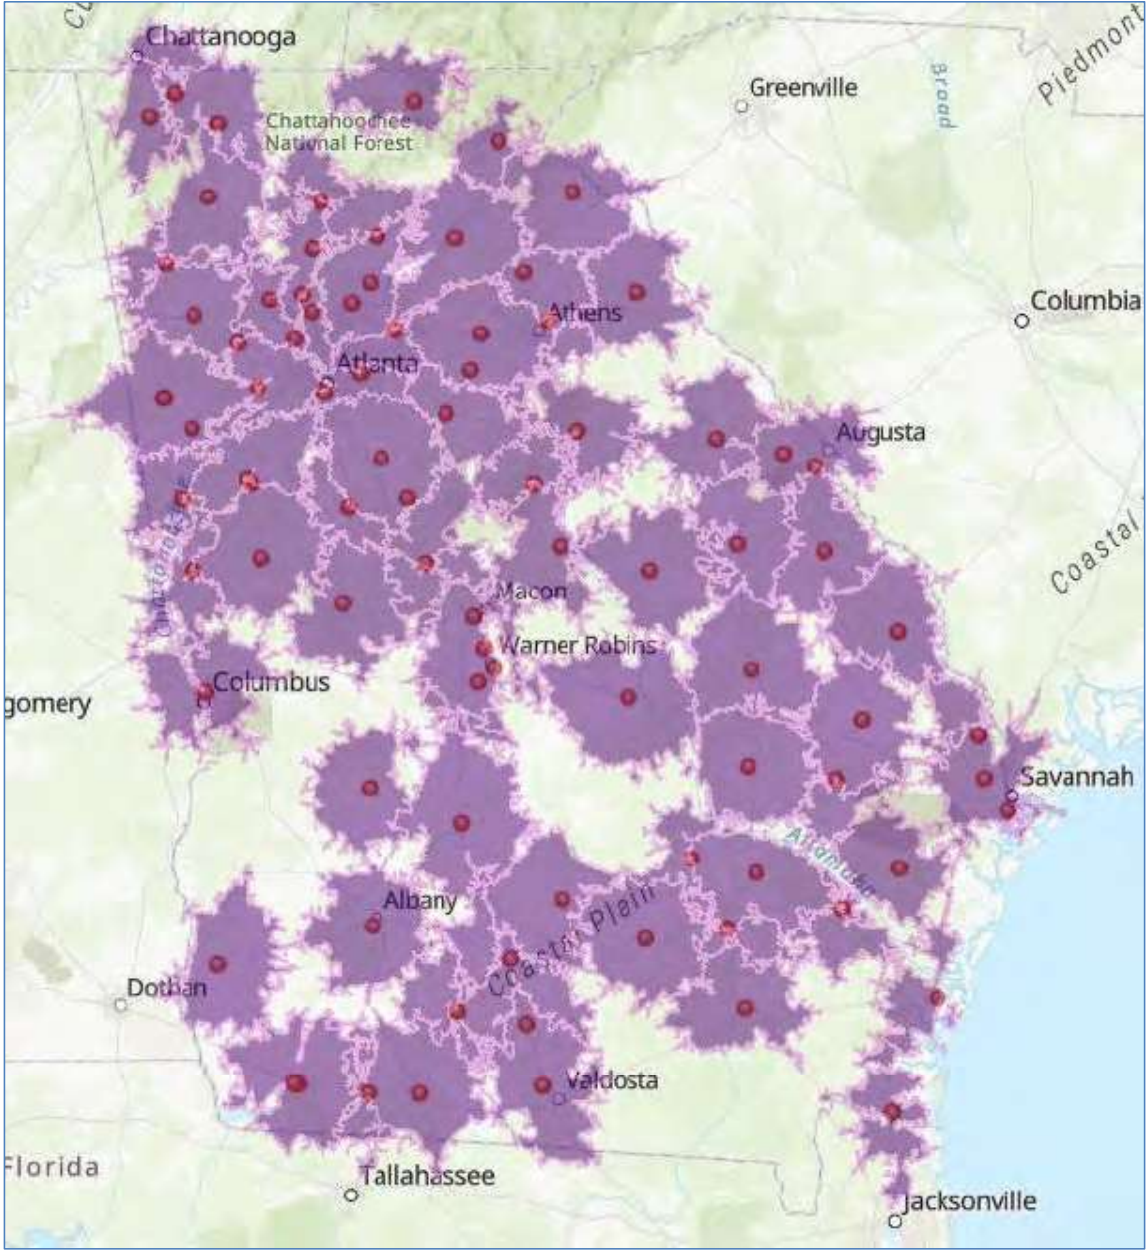 Chattanooga
Piedmont
Greenville
Broad
Chattahoochee
National Forest
Columbia
Athens
Atlanta
Augusta
Coastal
Macon
Warner Robins
Columbus
gomery
Savannah
Altamaha
Albany
Coastal Plain
Dothan
Valdosta
Florida
Tallahassee
Jacksonville